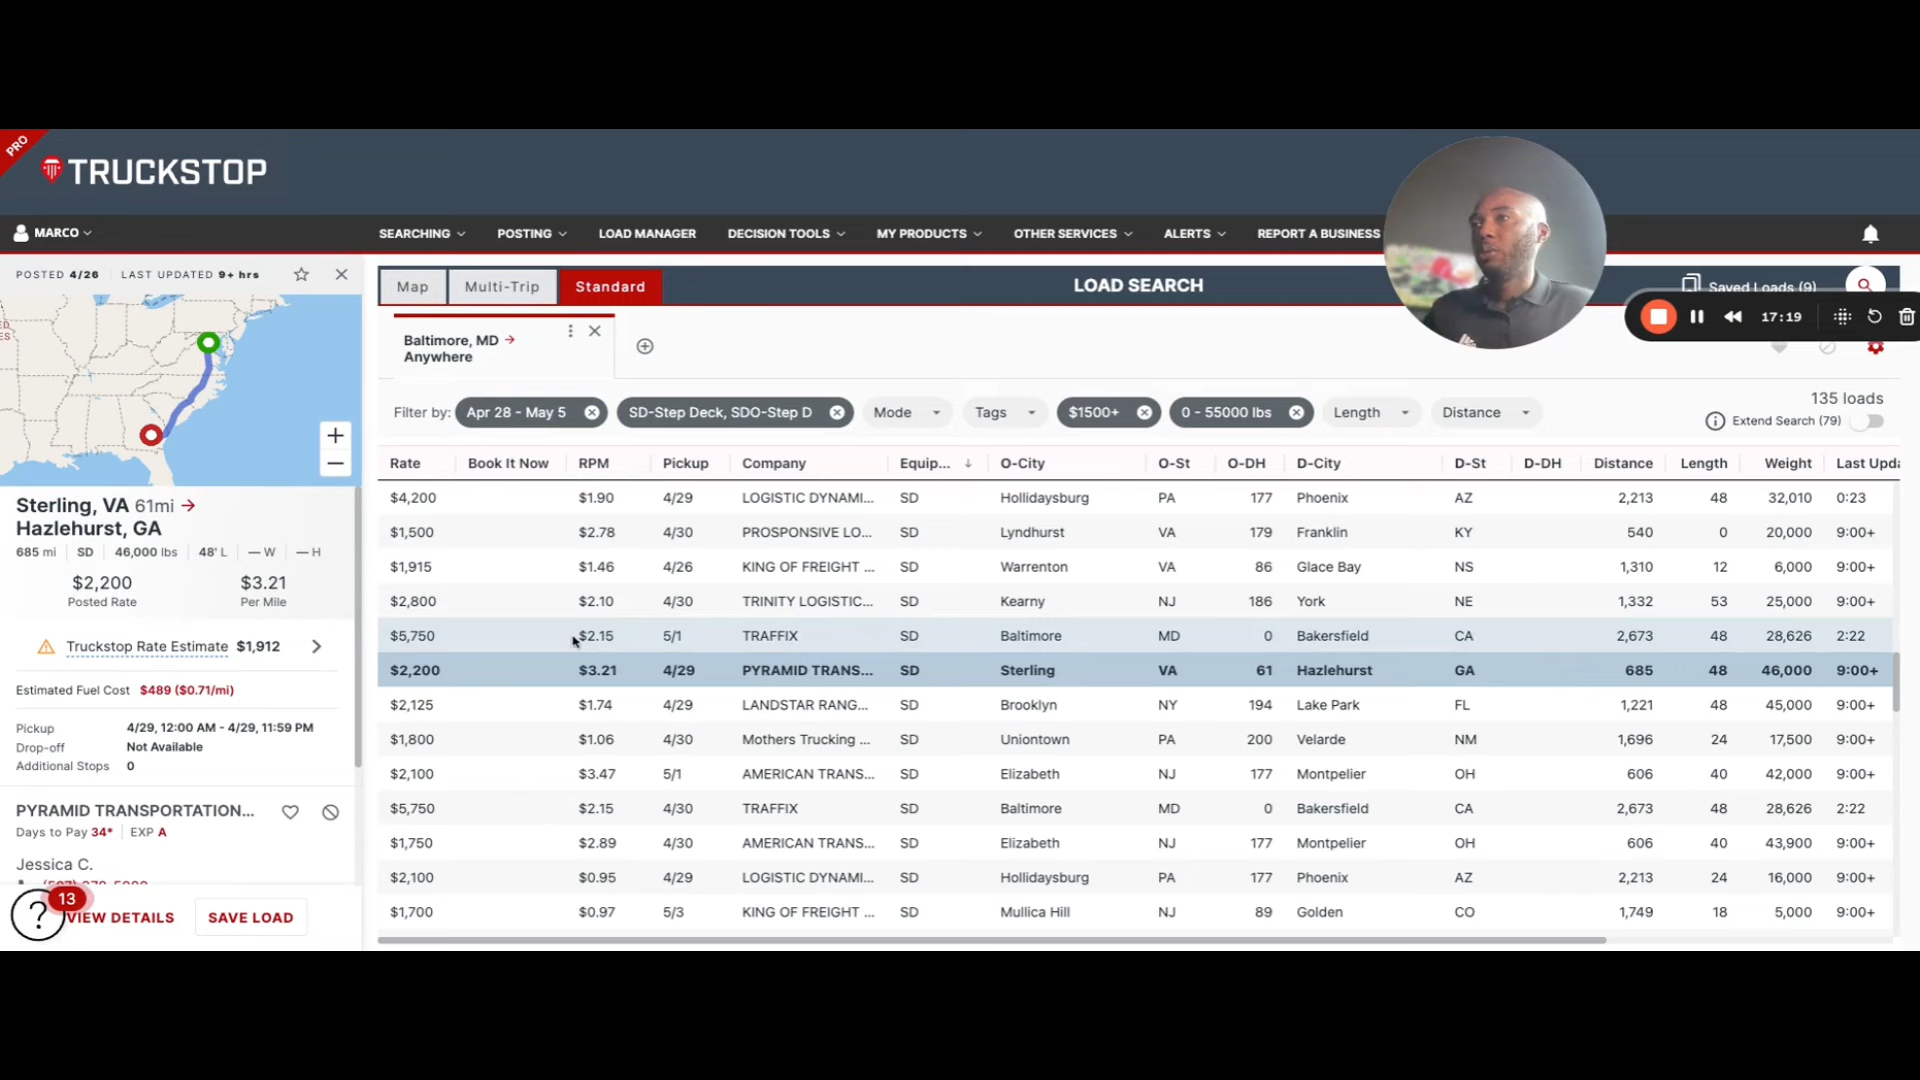 PRO
TRUCKSTOP
MARCO
SEARCHING POSTING LOAD MANAGER DECISION TOOLS MY PRODUCTS OTHER SERVICES ALERTS REPORT A BUSINESS
POSTED 4/26 LAST UPDATED 9+ hrs
Map Multi-Trip Standard LOAD SEARCH Saved Loads (9)
17:19
Baltimore, MD
Anywhere
Filter by: Apr 28 - May 5 SD-Step Deck, SDO-Step D Mode Tags $1500+ 0 - 55000 lbs Length Distance
135 loads
Extend Search (79)
Rate Book It Now RPM Pickup Company Equip... O-City O-St O-DH D-City D-St D-DH Distance Length Weight Last Upda
$4,200 $1.90 4/29 LOGISTIC DYNAMI... SD Hollidaysburg PA 177 Phoenix AZ 2,213 48 32,010 0:23
$1,500 $2.78 4/30 PROSPONSIVE LO... SD Lyndhurst VA 179 Franklin KY 540 0 20,000 9:00+
$1,915 $1.46 4/26 KING OF FREIGHT ... SD Warrenton VA 86 Glace Bay NS 1,310 12 6,000 9:00+
$2,800 $2.10 4/30 TRINITY LOGISTIC... SD Kearny NJ 186 York NE 1,332 53 25,000 9:00+
$5,750 $2.15 5/1 TRAFFIX SD Baltimore MD 0 Bakersfield CA 2,673 48 28,626 2:22
$2,200 $3.21 4/29 PYRAMID TRANS... SD Sterling VA 61 Hazlehurst GA 685 48 46,000 9:00+
$2,125 $1.74 4/29 LANDSTAR RANG... SD Brooklyn NY 194 Lake Park FL 1,221 48 45,000 9:00+
$1,800 $1.06 4/30 Mothers Trucking ... SD Uniontown PA 200 Velarde NM 1,696 24 17,500 9:00+
$2,100 $3.47 5/1 AMERICAN TRANS... SD Elizabeth NJ 177 Montpelier OH 606 40 42,000 9:00+
$5,750 $2.15 4/30 TRAFFIX SD Baltimore MD 0 Bakersfield CA 2,673 48 28,626 2:22
$1,750 $2.89 4/30 AMERICAN TRANS... SD Elizabeth NJ 177 Montpelier OH 606 40 43,900 9:00+
$2,100 $0.95 4/29 LOGISTIC DYNAMI... SD Hollidaysburg PA 177 Phoenix AZ 2,213 24 16,000 9:00+
$1,700 $0.97 5/3 KING OF FREIGHT ... SD Mullica Hill NJ 89 Golden CO 1,749 18 5,000 9:00+
Sterling, VA 61mi
Hazlehurst, GA
685 mi SD 46,000 lbs 48' L — W — H
$2,200 $3.21
Posted Rate Per Mile
Truckstop Rate Estimate $1,912
Estimated Fuel Cost $489 ($0.71/mi)
Pickup 4/29, 12:00 AM - 4/29, 11:59 PM
Drop-off Not Available
Additional Stops 0
PYRAMID TRANSPORTATION...
Days to Pay 34* EXP A
Jessica C.
13
? VIEW DETAILS SAVE LOAD